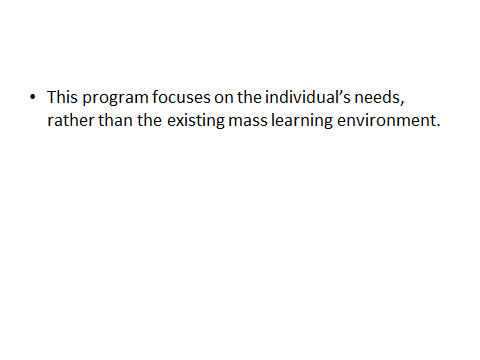 • This program focuses on the individual’s needs,
rather than the existing mass learning environment.